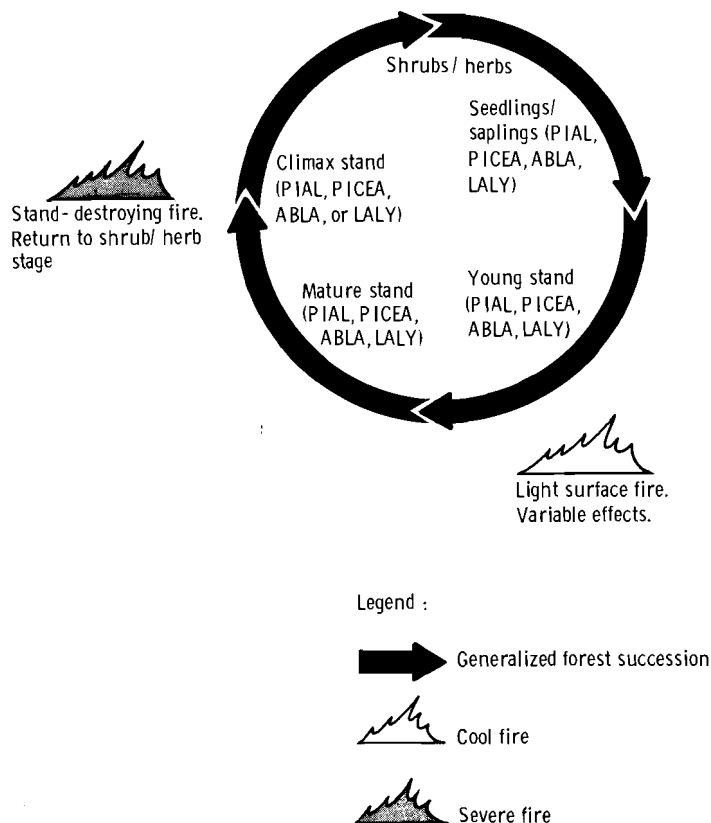 Shrubs/ herbs
Seedlings/
saplings (PIAL,
PICEA, ABLA,
LALY)
Climax stand
(PIAL, PICEA,
ABLA, or LALY)
Stand-destroying fire.
Return to shrub/ herb
stage
Mature stand
(PIAL, PICEA,
ABLA, LALY)
Young stand
(PIAL, PICEA,
ABLA, LALY)
Light surface fire.
Variable effects.
Legend :
Generalized forest succession
Cool fire
Severe fire